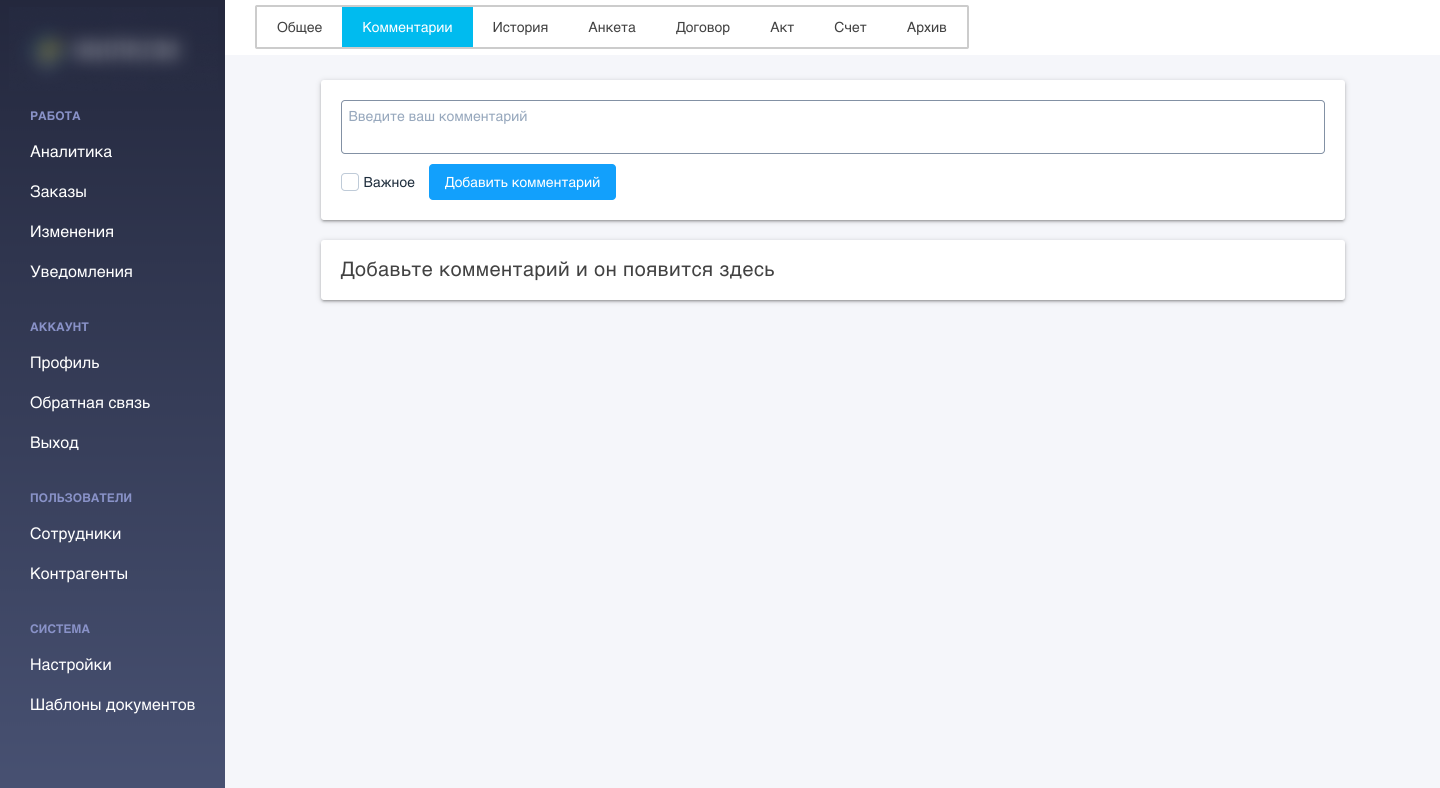 Общее Комментарии История Анкета Договор Акт Счет Архив
РАБОТА
Аналитика
Заказы
Изменения
Уведомления
АККАУНТ
Профиль
Обратная связь
Выход
ПОЛЬЗОВАТЕЛИ
Сотрудники
Контрагенты
СИСТЕМА
Настройки
Шаблоны документов
Введите ваш комментарий
Важное Добавить комментарий
Добавьте комментарий и он появится здесь